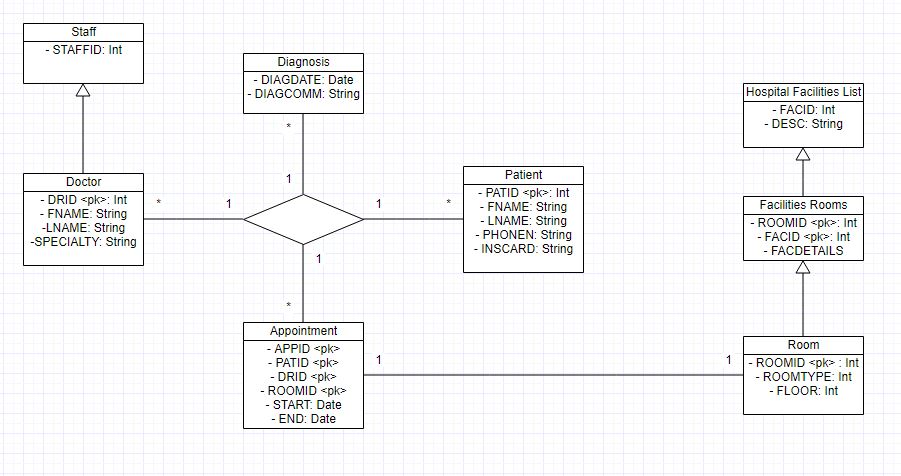 Staff
- STAFFID: Int
Diagnosis
- DIAGDATE: Date
- DIAGCOMM: String
*
1
Hospital Facilities List
- FACID: Int
- DESC: String
Doctor
- DRID <pk>: Int
- FNAME: String
-LNAME: String
-SPECIALTY: String
*
1
1
*
Patient
- PATID <pk>: Int
- FNAME: String
- LNAME: String
- PHONEN: String
- INSCARD: String
Facilities Rooms
- ROOMID <pk>: Int
- FACID <pk>: Int
- FACDETAILS
1
*
Appointment
- APPID <pk>
- PATID <pk>
- DRID <pk>
- ROOMID <pk>
- START: Date
- END: Date
1
1
Room
- ROOMID <pk> : Int
- ROOMTYPE: Int
- FLOOR: Int